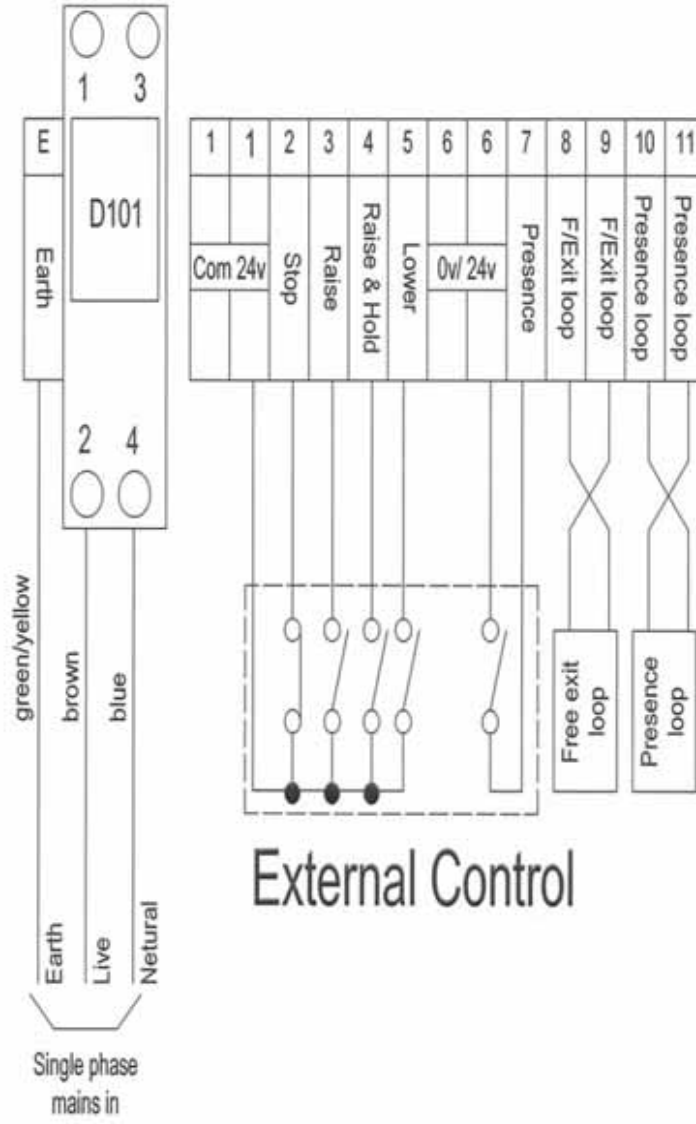 1 3
D101
2 4
E
Earth
1 1 2 3 4 5 6 6 7 8 9 10 11
Com 24v
Stop
Raise
Raise & Hold
Lower
0v/ 24v
Presence
F/Exit loop
F/Exit loop
Presence loop
Presence loop
green/yellow
brown
blue
Free exit
loop
Presence
loop
External Control
Earth
Live
Netural
Single phase
mains in